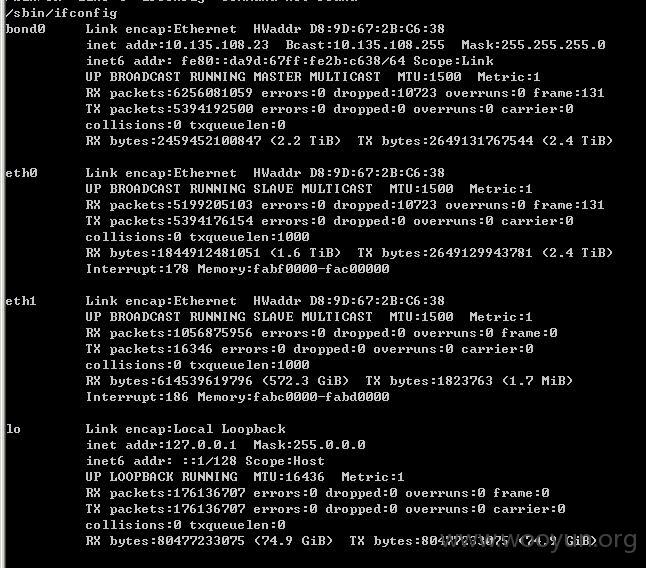 /sbin/ifconfig
bond0 Link encap:Ethernet HWaddr D8:9D:67:2B:C6:38
inet addr:10.135.108.23 Bcast:10.135.108.255 Mask:255.255.255.0
inet6 addr: fe80::da9d:67ff:fe2b:c638/64 Scope:Link
UP BROADCAST RUNNING MASTER MULTICAST MTU:1500 Metric:1
RX packets:6256081059 errors:0 dropped:10723 overruns:0 frame:131
TX packets:5394192500 errors:0 dropped:0 overruns:0 carrier:0
collisions:0 txqueuelen:0
RX bytes:2459452100847 (2.2 TiB) TX bytes:2649131767544 (2.4 TiB)
eth0 Link encap:Ethernet HWaddr D8:9D:67:2B:C6:38
UP BROADCAST RUNNING SLAVE MULTICAST MTU:1500 Metric:1
RX packets:5199205103 errors:0 dropped:10723 overruns:0 frame:131
TX packets:5394176154 errors:0 dropped:0 overruns:0 carrier:0
collisions:0 txqueuelen:1000
RX bytes:1844912481051 (1.6 TiB) TX bytes:2649129943781 (2.4 TiB)
Interrupt:178 Memory:fabf0000-fac00000
eth1 Link encap:Ethernet HWaddr D8:9D:67:2B:C6:38
UP BROADCAST RUNNING SLAVE MULTICAST MTU:1500 Metric:1
RX packets:1056875956 errors:0 dropped:0 overruns:0 frame:0
TX packets:16346 errors:0 dropped:0 overruns:0 carrier:0
collisions:0 txqueuelen:1000
RX bytes:614539619796 (572.3 GiB) TX bytes:1823763 (1.7 MiB)
Interrupt:186 Memory:fabc0000-fabd0000
lo Link encap:Local Loopback
inet addr:127.0.0.1 Mask:255.0.0.0
inet6 addr: ::1/128 Scope:Host
UP LOOPBACK RUNNING MTU:16436 Metric:1
RX packets:176136707 errors:0 dropped:0 overruns:0 frame:0
TX packets:176136707 errors:0 dropped:0 overruns:0 carrier:0
collisions:0 txqueuelen:0
RX bytes:80477233075 (74.9 GiB) TX bytes:80477233075 (74.9 GiB)
www.wooyun.org